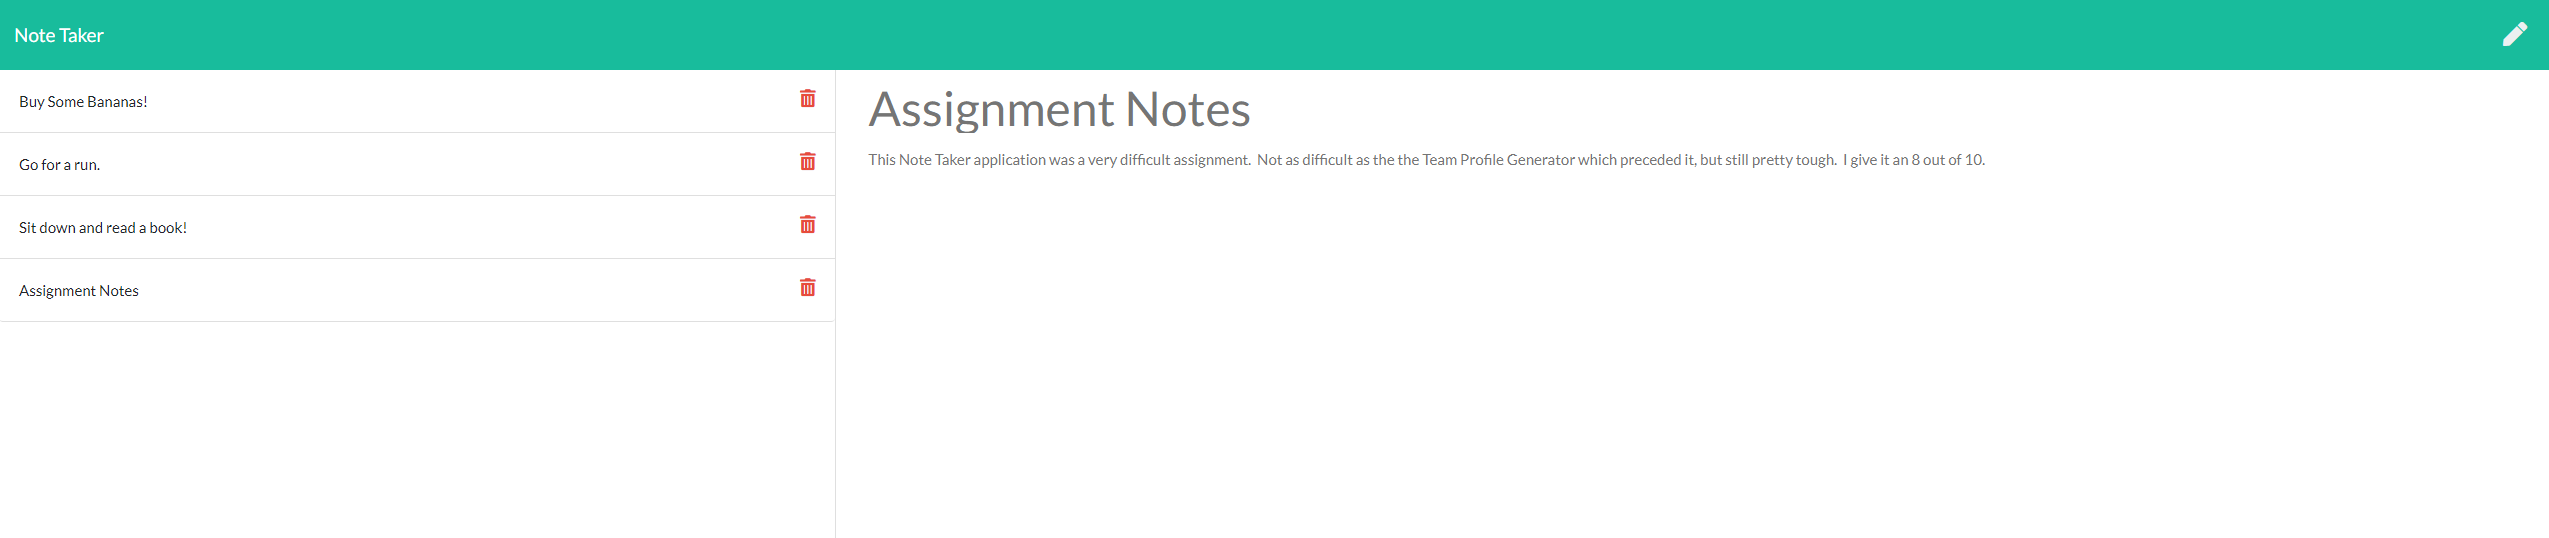 Note Taker
Buy Some Bananas!
Go for a run.
Sit down and read a book!
Assignment Notes
Assignment Notes
This Note Taker application was a very difficult assignment.  Not as difficult as the the Team Profile Generator which preceded it, but still pretty tough.  I give it an 8 out of 10.